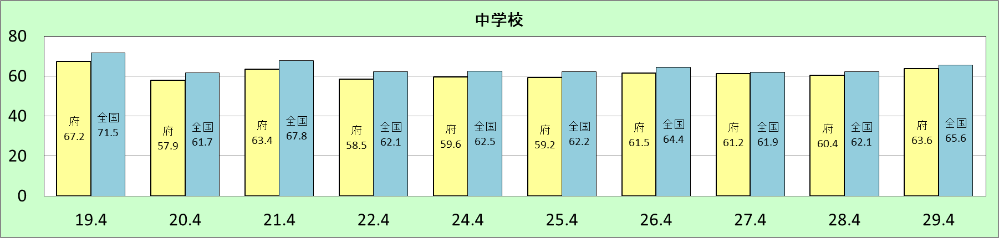 中学校
80
60
40
20
0
府
67.2
全国
71.5
府
57.9
全国
61.7
府
63.4
全国
67.8
府
58.5
全国
62.1
府
59.6
全国
62.5
府
59.2
全国
62.2
府
61.5
全国
64.4
府
61.2
全国
61.9
府
60.4
全国
62.1
府
63.6
全国
65.6
19.4 20.4 21.4 22.4 24.4 25.4 26.4 27.4 28.4 29.4